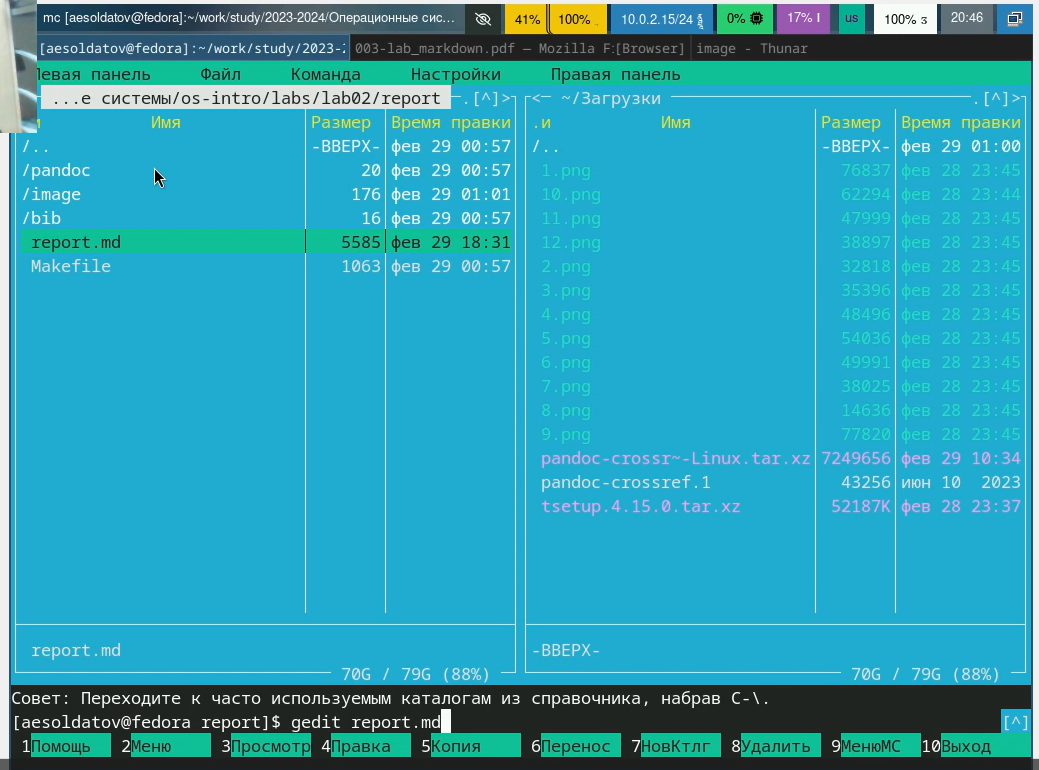 mc [aesoldatov@fedora]:~/work/study/2023-2024/Операционные сис... 41% 100% 10.0.2.15/24 0% 17% us 100% 20:46
[aesoldatov@fedora]:~/work/study/2023-2 003-lab_markdown.pdf — Mozilla F:[Browser] image - Thunar
Левая панель Файл Команда Настройки Правая панель
...е системы/os-intro/labs/lab02/report .[^]> <— ~/Загрузки .[^]>
и Имя Размер Время правки .и Имя Размер Время правки
/.. -ВВЕРХ- фев 29 00:57 /.. -ВВЕРХ- фев 29 01:00
/pandoc 20 фев 29 00:57 1.png 76837 фев 28 23:45
/image 176 фев 29 01:01 10.png 62294 фев 28 23:44
/bib 16 фев 29 00:57 11.png 47999 фев 28 23:45
report.md 5585 фев 29 18:31 12.png 38897 фев 28 23:45
Makefile 1063 фев 29 00:57 2.png 32818 фев 28 23:45
3.png 35396 фев 28 23:45
4.png 48496 фев 28 23:45
5.png 54036 фев 28 23:45
6.png 49991 фев 28 23:45
7.png 38025 фев 28 23:45
8.png 14636 фев 28 23:45
9.png 77820 фев 28 23:45
pandoc-crossr~-Linux.tar.xz 7249656 фев 29 10:34
pandoc-crossref.1 43256 июн 10 2023
tsetup.4.15.0.tar.xz 52187K фев 28 23:37
report.md -ВВЕРХ-
70G / 79G (88%) 70G / 79G (88%)
Совет: Переходите к часто используемым каталогам из справочника, набрав C-\.
[aesoldatov@fedora report]$ gedit report.md [^]
1Помощь 2Меню 3Просмотр 4Правка 5Копия 6Перенос 7НовКтлг 8Удалить 9МенюMC 10Выход